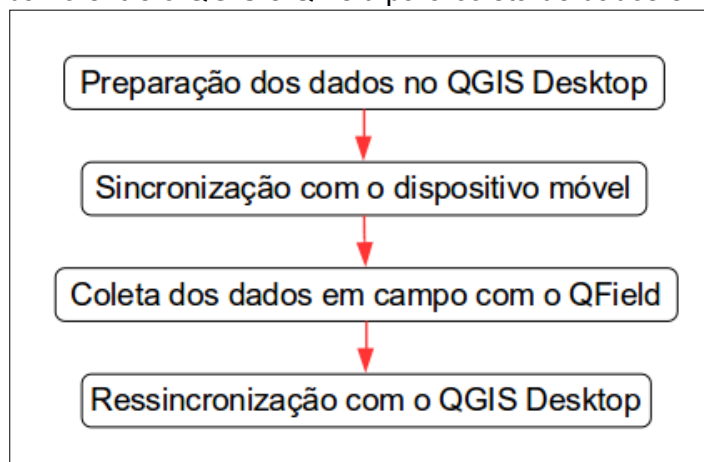 Preparação dos dados no QGIS Desktop
Sincronização com o dispositivo móvel
Coleta dos dados em campo com o QField
Ressincronização com o QGIS Desktop